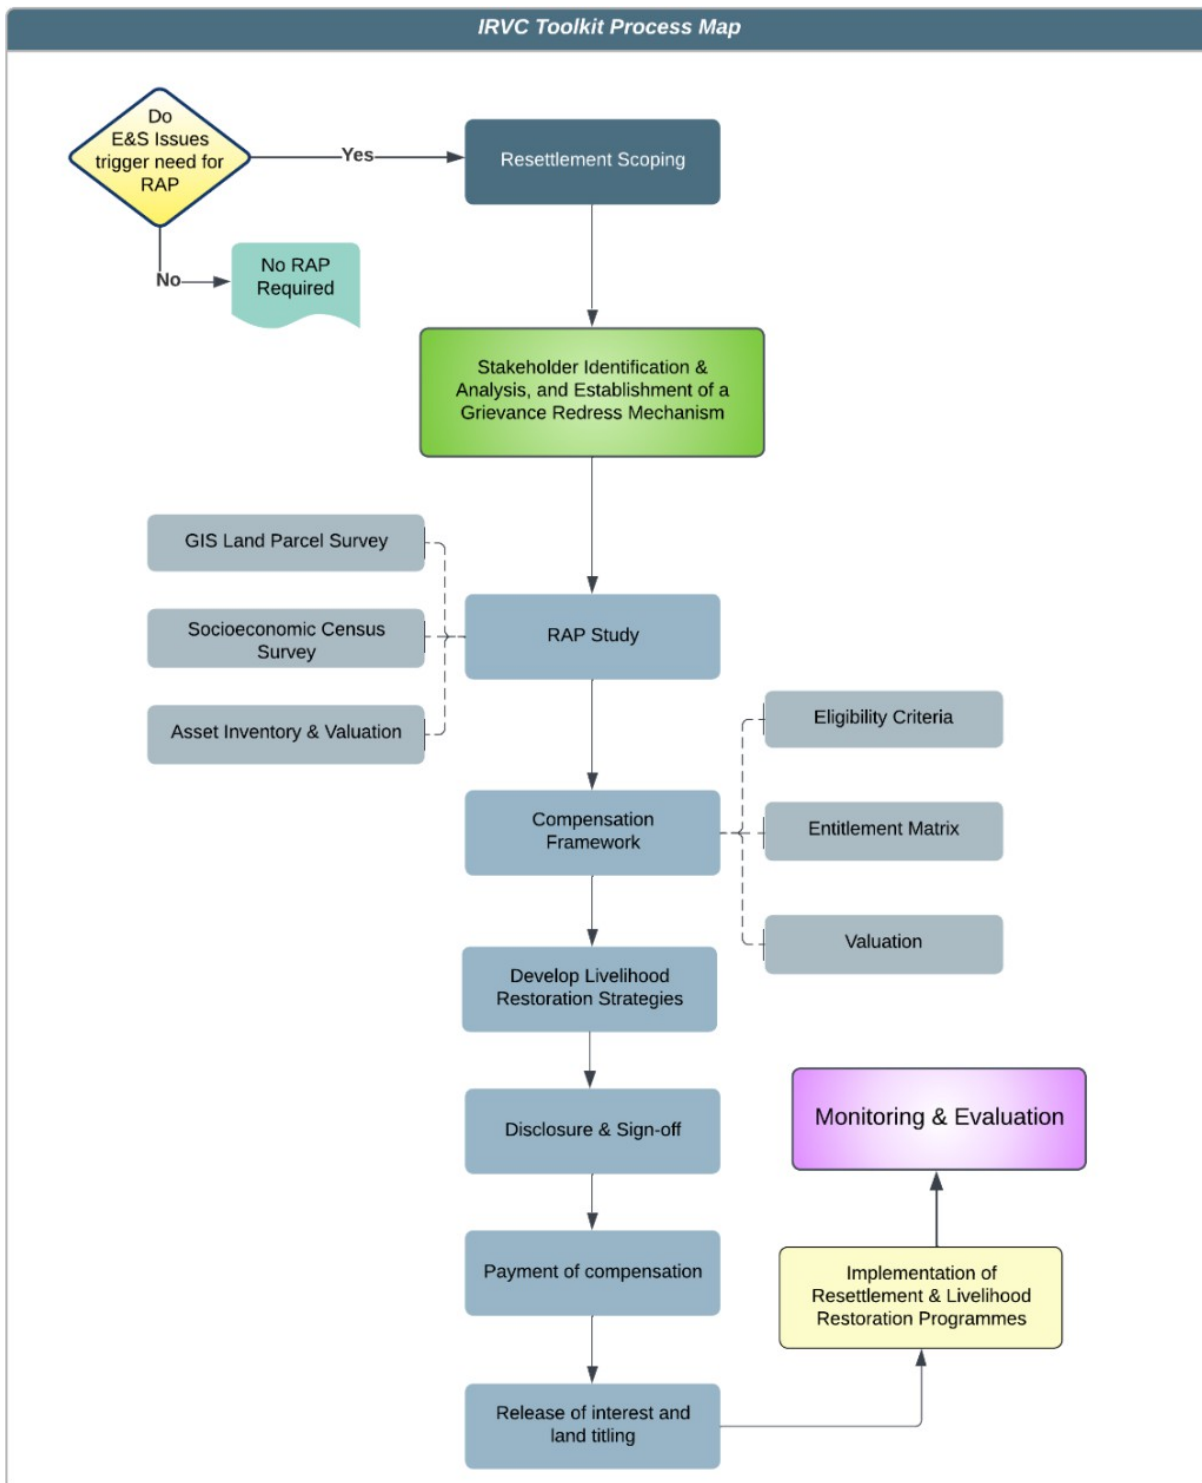 IRVC Toolkit Process Map
Do
E&S Issues
trigger need for
RAP
Yes
Resettlement Scoping
No
No RAP
Required
Stakeholder Identification &
Analysis, and Establishment of a
Grievance Redress Mechanism
GIS Land Parcel Survey
Socioeconomic Census
Survey
Asset Inventory & Valuation
RAP Study
Eligibility Criteria
Compensation
Framework
Entitlement Matrix
Valuation
Develop Livelihood
Restoration Strategies
Disclosure & Sign-off
Payment of compensation
Release of interest and
land titling
Implementation of
Resettlement & Livelihood
Restoration Programmes
Monitoring & Evaluation